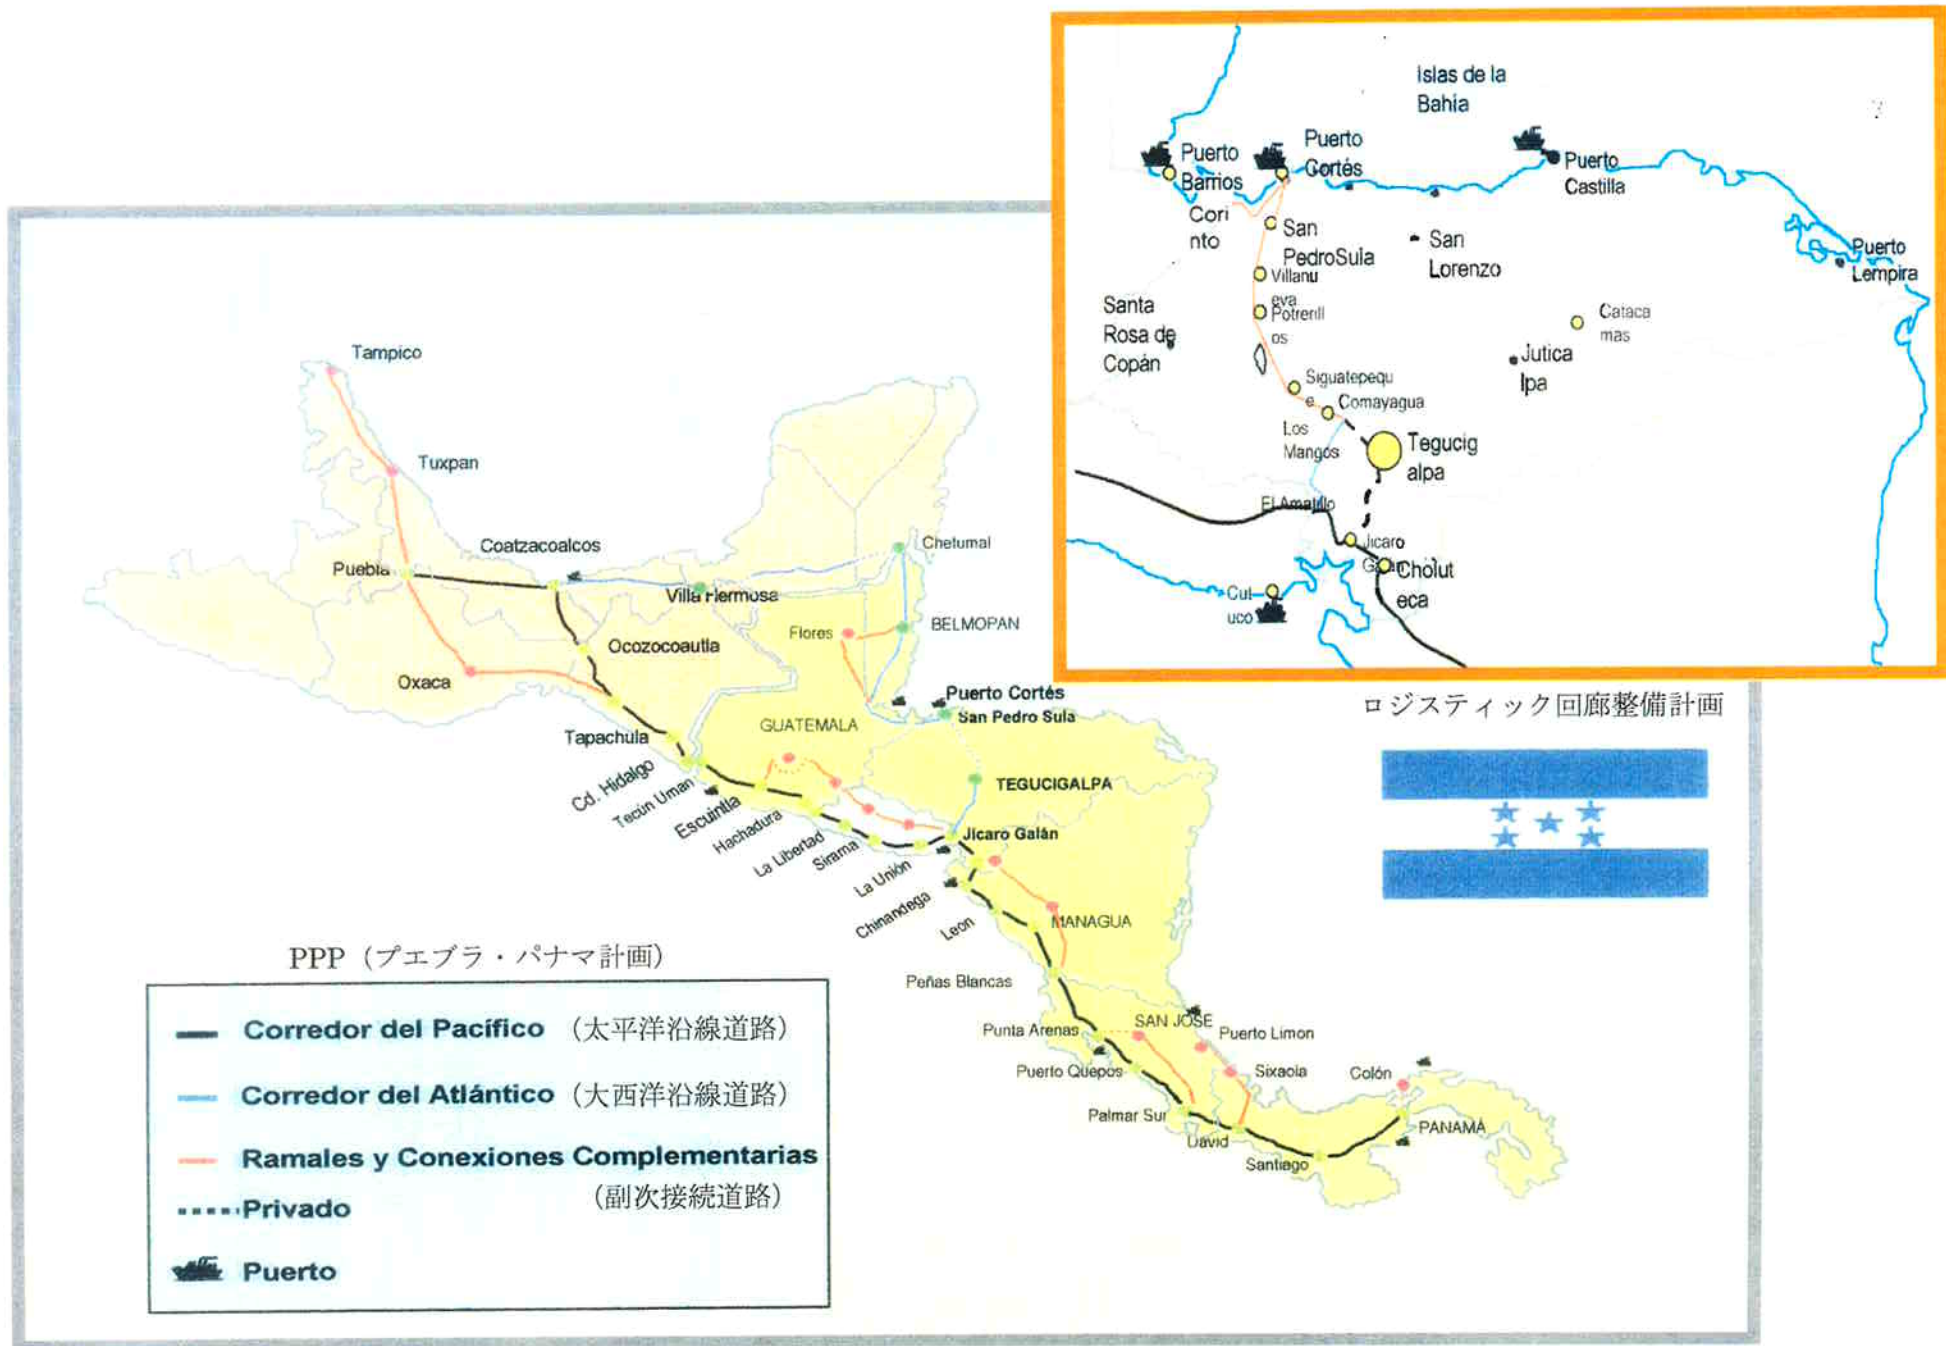 Islas de la
Bahía
Puerto
Barrios
Puerto
Cortés
Puerto
Castilla
Cori
nto
San
PedroSula
San
Lorenzo
Puerto
Lempira
Villanu
eva
Potrerill
os
Santa
Rosa de
Copán
Cataca
mas
Jutica
lpa
Siguatepequ
e
Comayagua
Los
Mangos
Tegucig
alpa
El Amatillo
Jicaro
Galán
Cholut
eca
Cut
uco
ロジスティック回廊整備計画
Tampico
Tuxpan
Coatzacoalcos
Puebla
Chetumal
Villa Hermosa
Flores
BELMOPAN
Ocozocoautla
Oxaca
Puerto Cortés
San Pedro Sula
GUATEMALA
Tapachula
Cd. Hidalgo
Tecún Uman
TEGUCIGALPA
Escuintla
Hachadura
La Libertad
Sirama
La Unión
Jícaro Galán
Chinandega
Leon
MANAGUA
Peñas Blancas
Punta Arenas
SAN JOSE
Puerto Limon
Puerto Quepos
Sixaola
Colón
Palmar Sur
David
PANAMÁ
Santiago
PPP（プエブラ・パナマ計画）
Corredor del Pacífico （太平洋沿線道路）
Corredor del Atlántico （大西洋沿線道路）
Ramales y Conexiones Complementarias
（副次接続道路）
Privado
Puerto